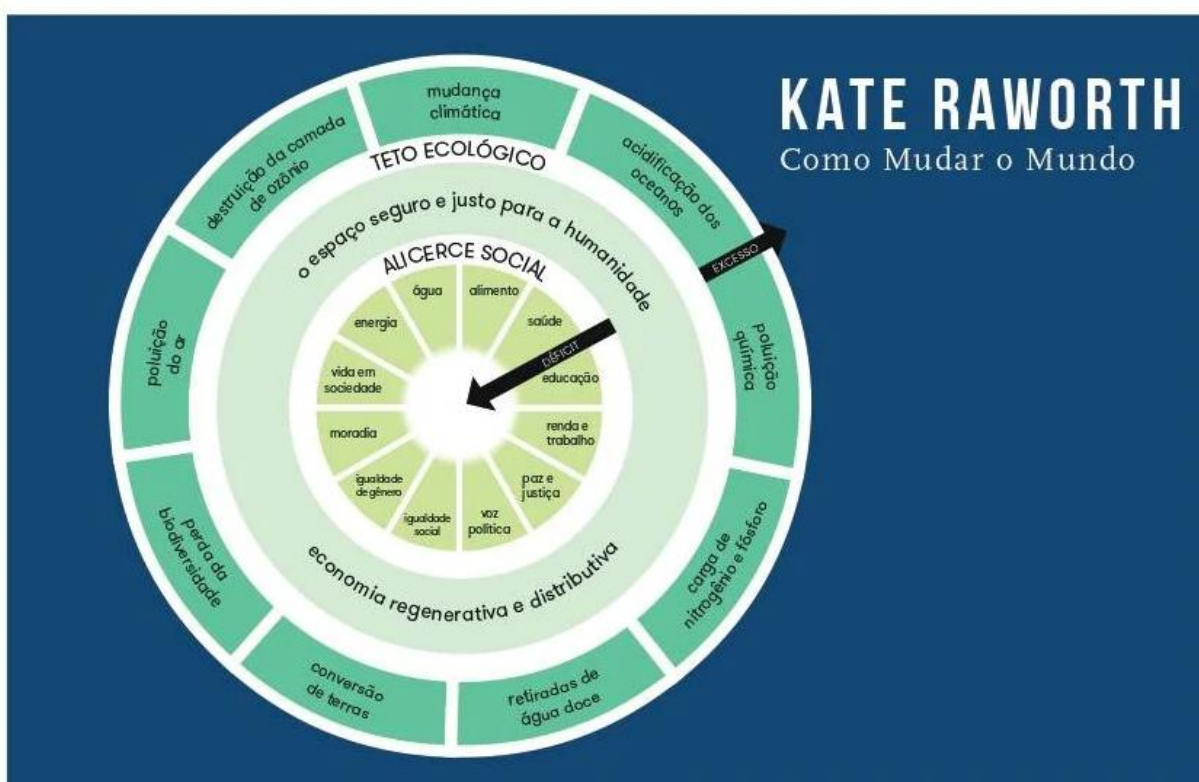 KATE RAWORTH
Como Mudar o Mundo
mudança
climática
acidificação dos
oceanos
EXCESSO
poluição
química
carga de
nitrogênio e fósforo
retiradas de
água doce
conversão
de terras
perda da
biodiversidade
poluição
do ar
destruição da camada
de ozônio
TETO ECOLÓGICO
o espaço seguro e justo para a humanidade
ALICERCE SOCIAL
água
alimento
saúde
DÉFICIT
educação
renda e
trabalho
paz e
justiça
voz
política
igualdade
social
igualdade
de gênero
moradia
vida em
sociedade
energia
economia regenerativa e distributiva